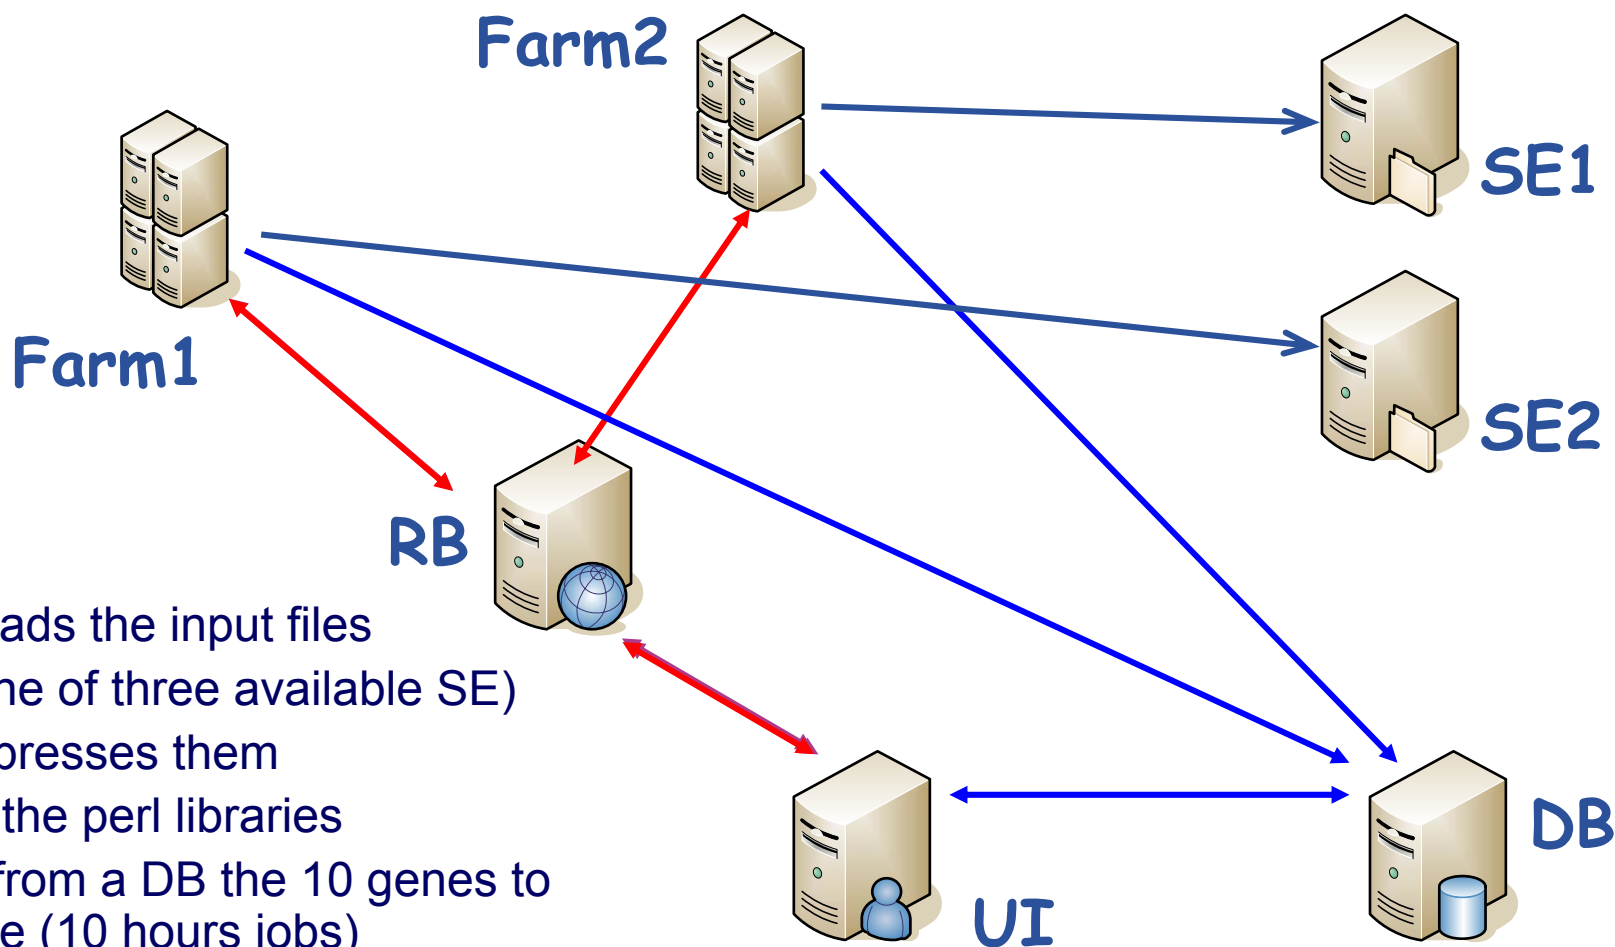 Farm2
SE1
Farm1
SE2
RB
ads the input files
ne of three available SE)
presses them
the perl libraries
from a DB the 10 genes to
e (10 hours jobs)
DB
UI